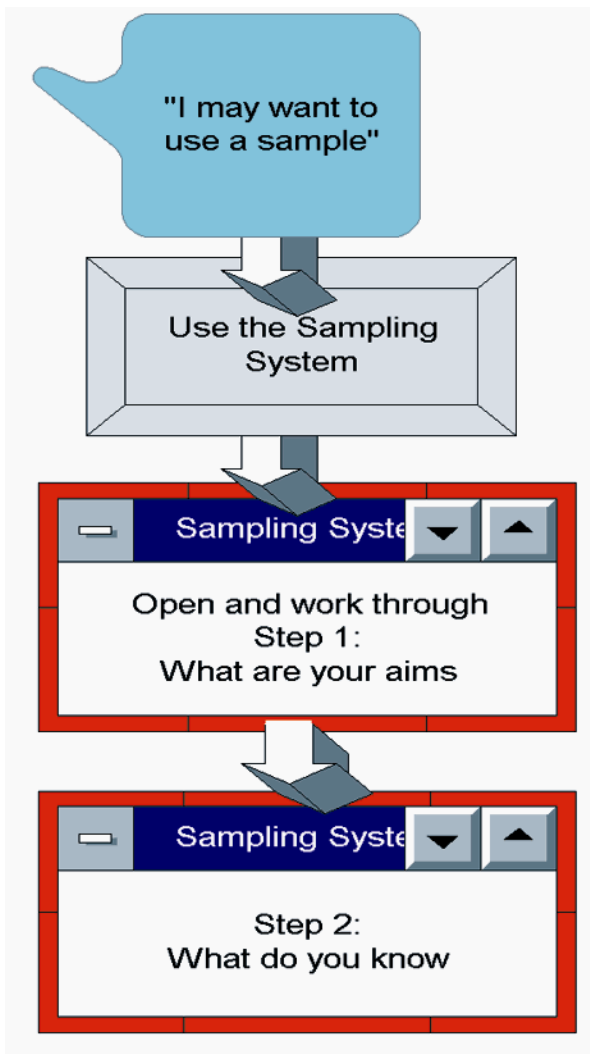 "I may want to
use a sample"
Use the Sampling
System
Sampling Syste
Open and work through
Step 1:
What are your aims
Sampling Syste
Step 2:
What do you know